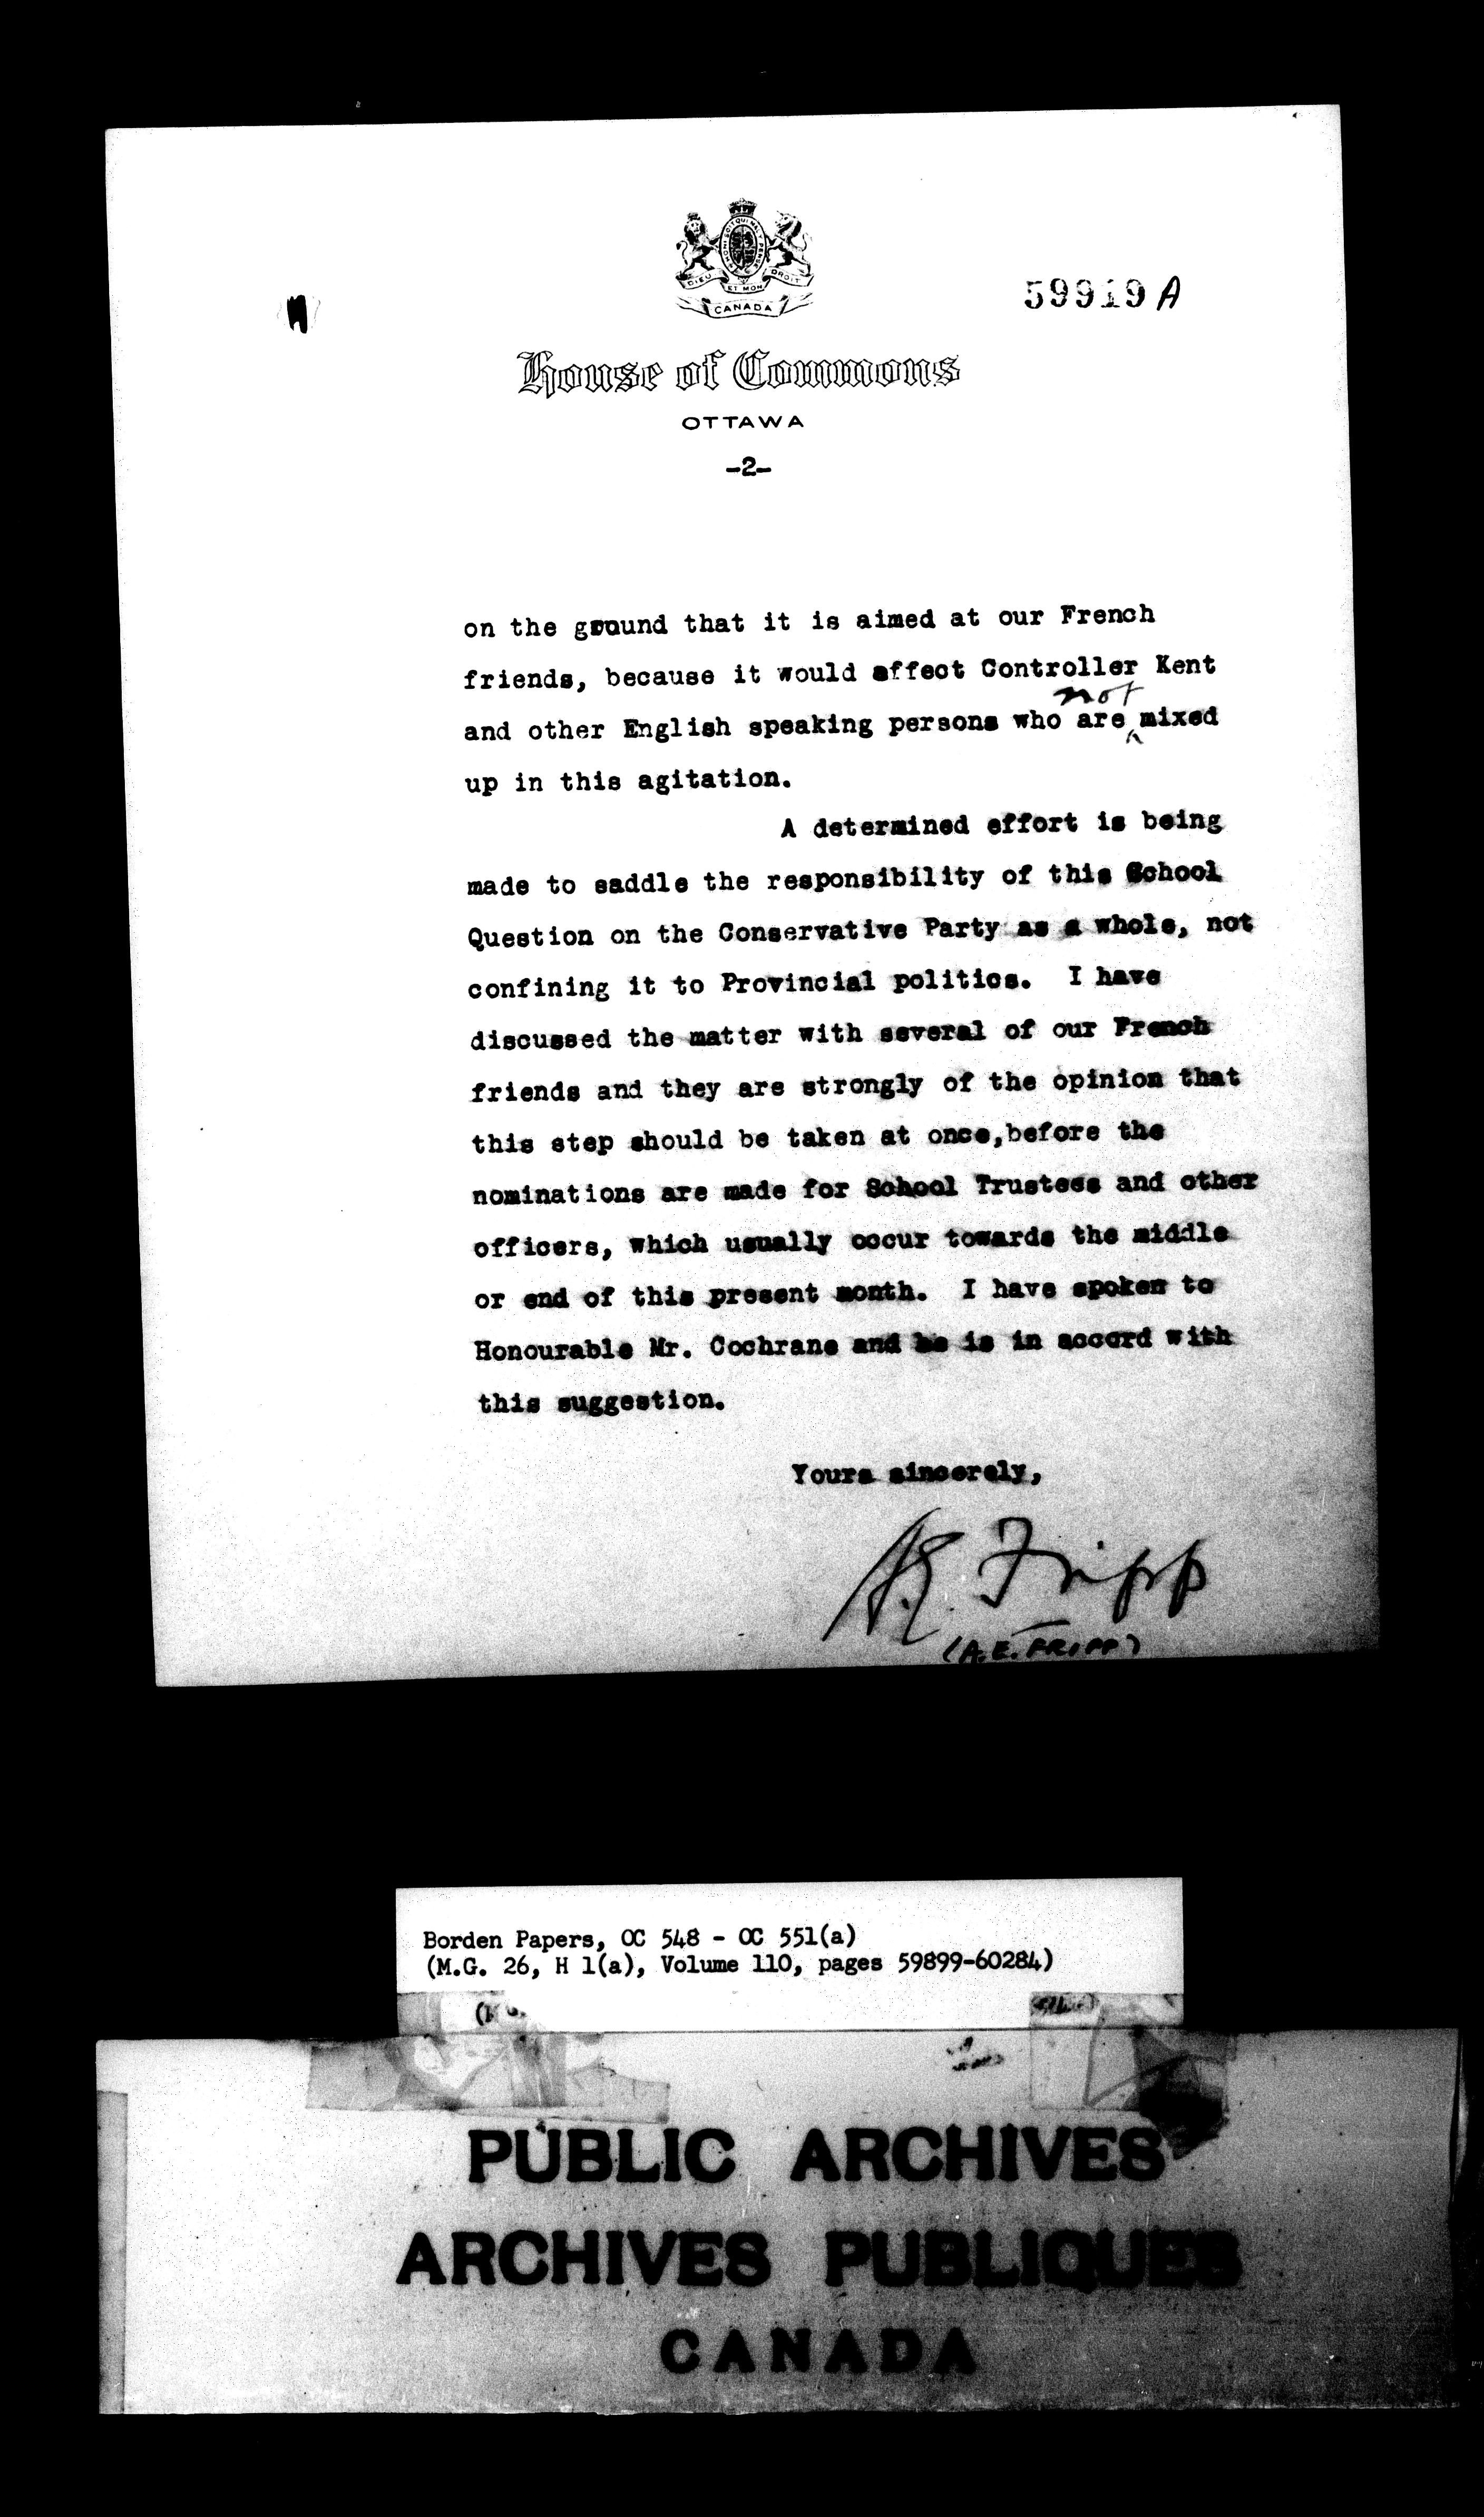 HONI SOIT QUI MAL Y PENSE
DIEU ET MON DROIT
CANADA
59919 A
House of Commons
OTTAWA
-2-
on the ground that it is aimed at our French
friends, because it would affect Controller Kent
not
and other English speaking persons who are mixed
up in this agitation.
A determined effort is being
made to saddle the responsibility of this School
Question on the Conservative Party as a whole, not
confining it to Provincial politics. I have
discussed the matter with several of our French
friends and they are strongly of the opinion that
this step should be taken at once,before the
nominations are made for School Trustees and other
officers, which usually occur towards the middle
or end of this present month. I have spoken to
Honourable Mr. Cochrane and he is in accord with
this suggestion.
Yours sincerely,
A.E. Fripp
(A.E. FRIPP)
Borden Papers, OC 548 - OC 551(a)
(M.G. 26, H 1(a), Volume 110, pages 59899-60284)
PUBLIC ARCHIVES
ARCHIVES PUBLIQUES
CANADA